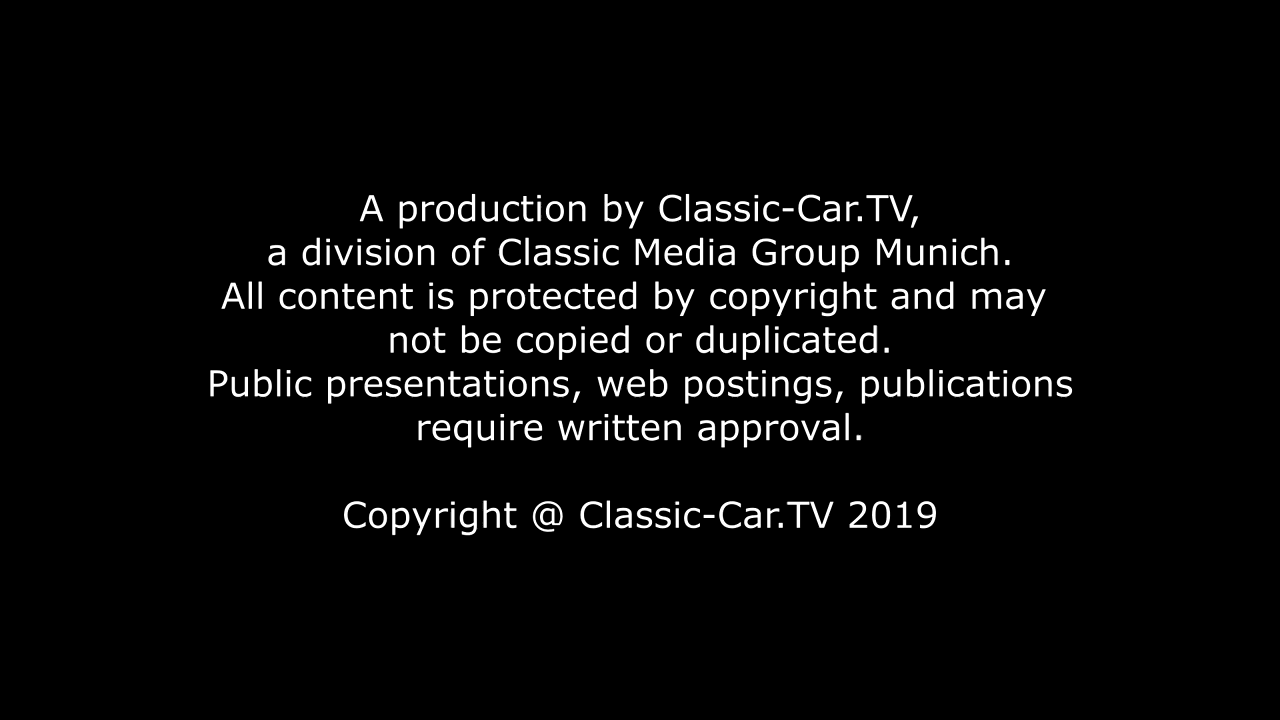 A production by Classic-Car.TV,
a division of Classic Media Group Munich.
All content is protected by copyright and may
not be copied or duplicated.
Public presentations, web postings, publications
require written approval.
Copyright @ Classic-Car.TV 2019